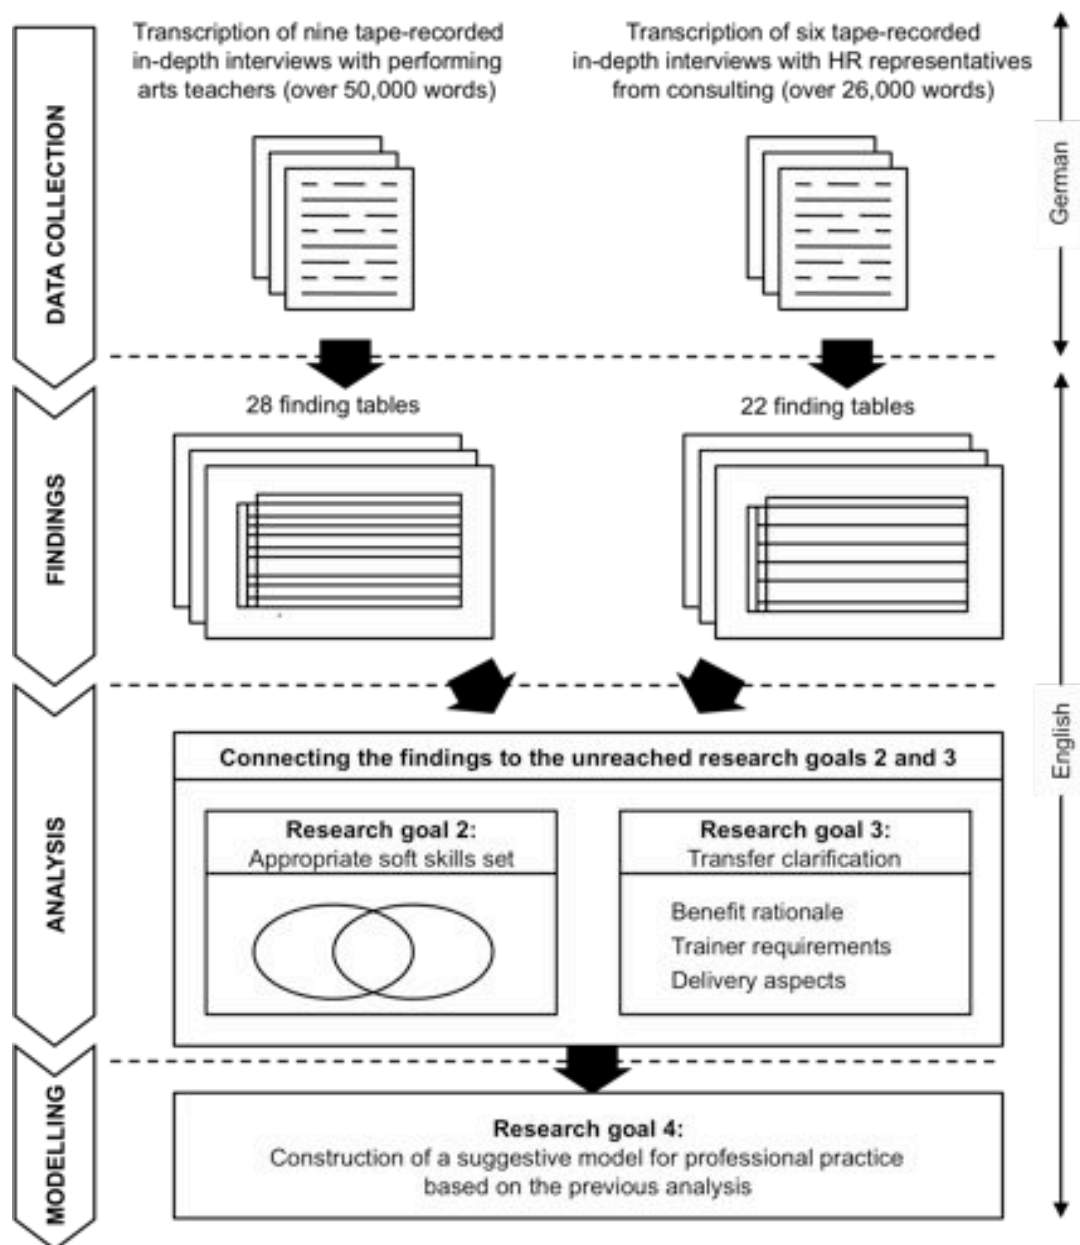 Transcription of nine tape-recorded
in-depth interviews with performing
arts teachers (over 50,000 words)
Transcription of six tape-recorded
in-depth interviews with HR representatives
from consulting (over 26,000 words)
DATA COLLECTION
German
28 finding tables
22 finding tables
FINDINGS
English
Connecting the findings to the unreached research goals 2 and 3
ANALYSIS
Research goal 2:
Appropriate soft skills set
Research goal 3:
Transfer clarification
Benefit rationale
Trainer requirements
Delivery aspects
MODELLING
Research goal 4:
Construction of a suggestive model for professional practice
based on the previous analysis